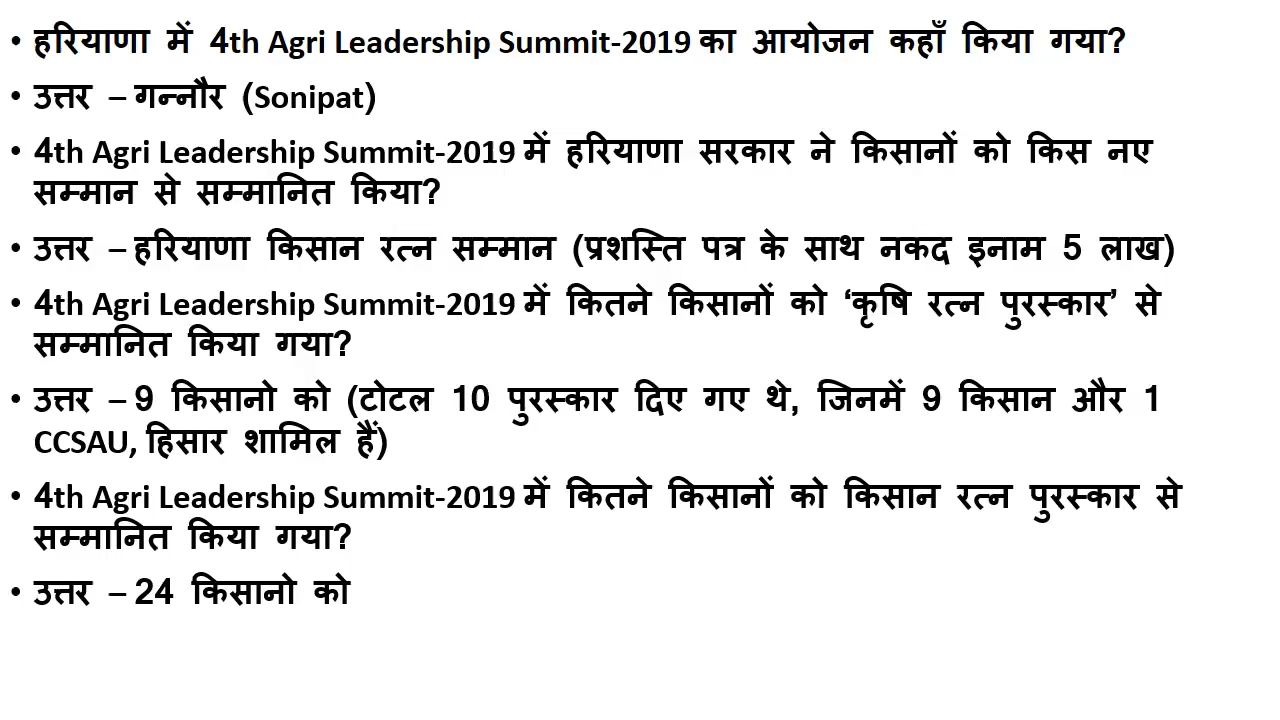 • हरियाणा में 4th Agri Leadership Summit-2019 का आयोजन कहाँ किया गया?
• उत्तर – गन्नौर (Sonipat)
• 4th Agri Leadership Summit-2019 में हरियाणा सरकार ने किसानों को किस नए
सम्मान से सम्मानित किया?
• उत्तर – हरियाणा किसान रत्न सम्मान (प्रशस्ति पत्र के साथ नकद इनाम 5 लाख)
• 4th Agri Leadership Summit-2019 में कितने किसानों को ‘कृषि रत्न पुरस्कार’ से
सम्मानित किया गया?
• उत्तर – 9 किसानो को (टोटल 10 पुरस्कार दिए गए थे, जिनमें 9 किसान और 1
CCSAU, हिसार शामिल हैं)
• 4th Agri Leadership Summit-2019 में कितने किसानों को किसान रत्न पुरस्कार से
सम्मानित किया गया?
• उत्तर – 24 किसानो को